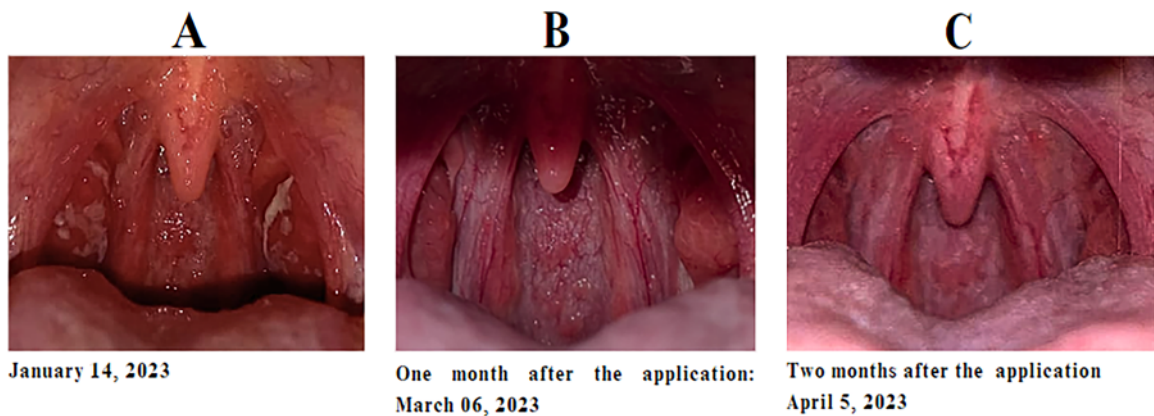 A
B
C
January 14, 2023
One month after the application:
March 06, 2023
Two months after the application
April 5, 2023